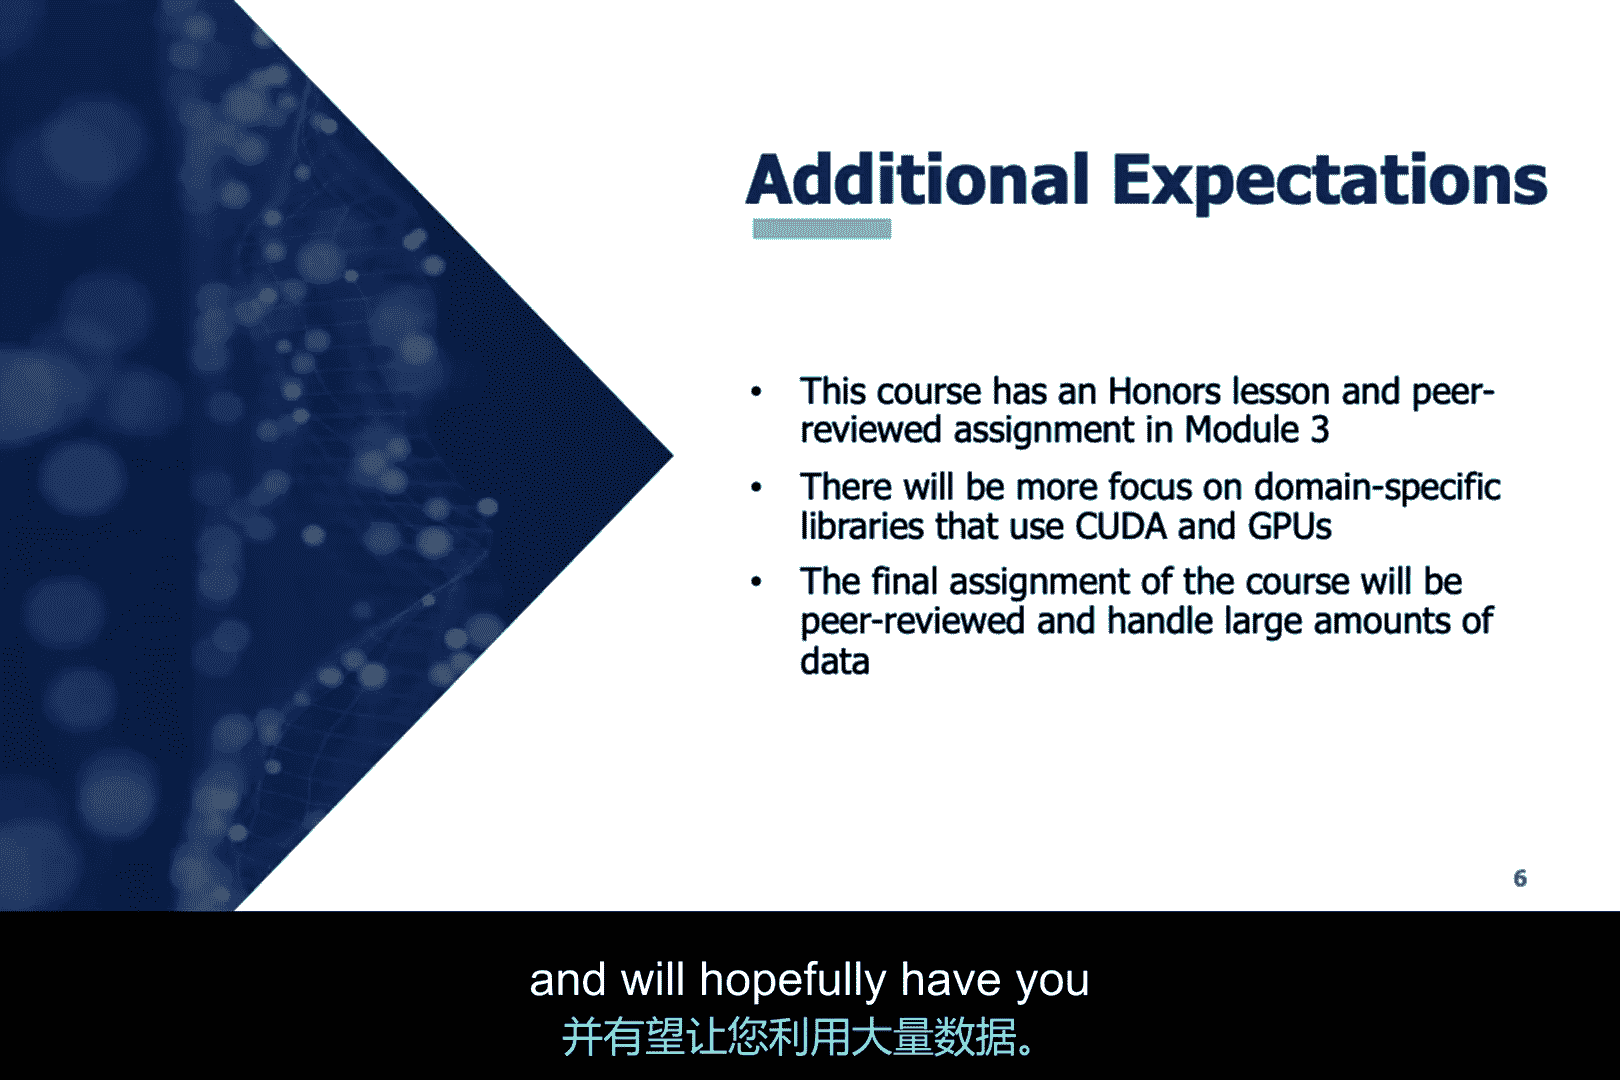 Additional Expectations
• This course has an Honors lesson and peer-
reviewed assignment in Module 3
• There will be more focus on domain-specific
libraries that use CUDA and GPUs
• The final assignment of the course will be
peer-reviewed and handle large amounts of
data
6
and will hopefully have you
并有望让您利用大量数据。